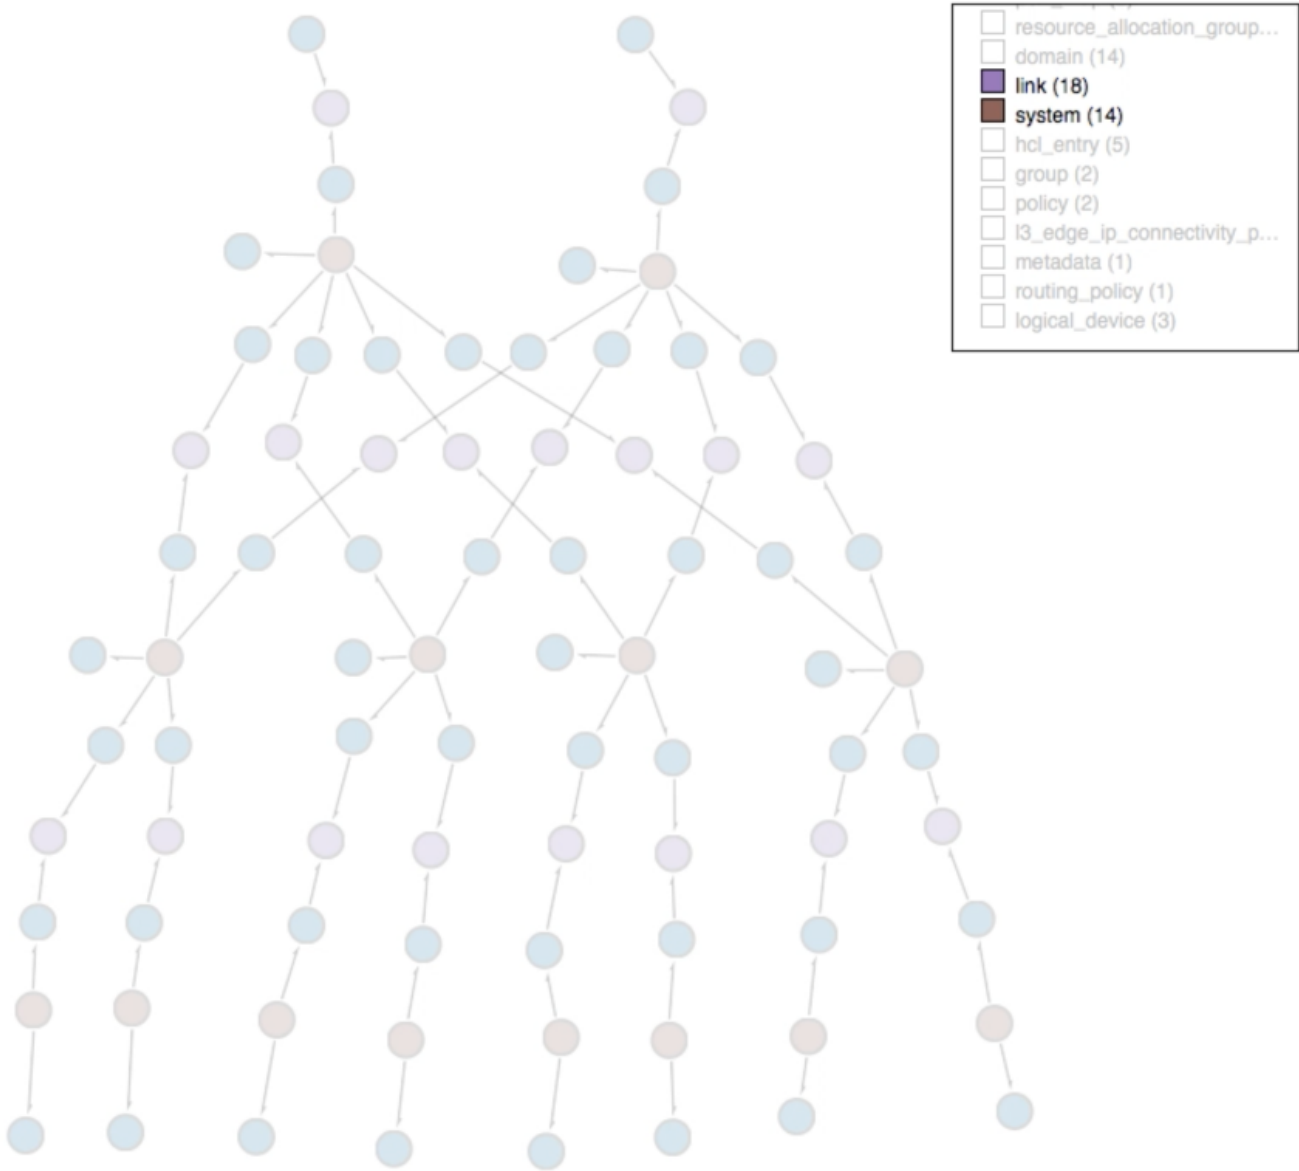 resource_allocation_group...
domain (14)
link (18)
system (14)
hcl_entry (5)
group (2)
policy (2)
l3_edge_ip_connectivity_p...
metadata (1)
routing_policy (1)
logical_device (3)